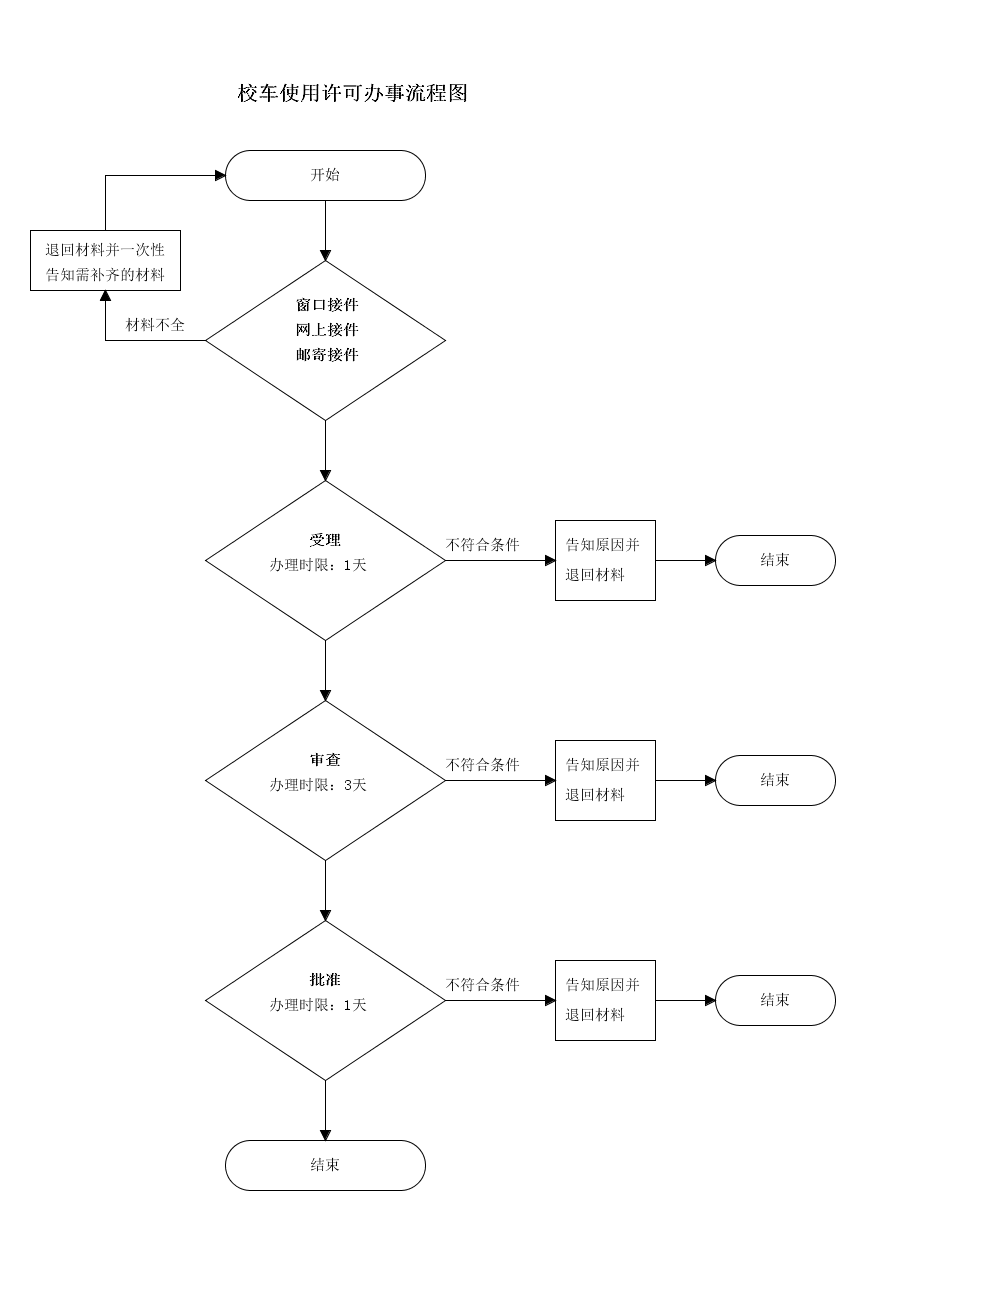 校车使用许可办事流程图
开始
退回材料并一次性
告知需补齐的材料
材料不全
窗口接件
网上接件
邮寄接件
受理
办理时限：1天
不符合条件
告知原因并
退回材料
结束
审查
办理时限：3天
不符合条件
告知原因并
退回材料
结束
批准
办理时限：1天
不符合条件
告知原因并
退回材料
结束
结束